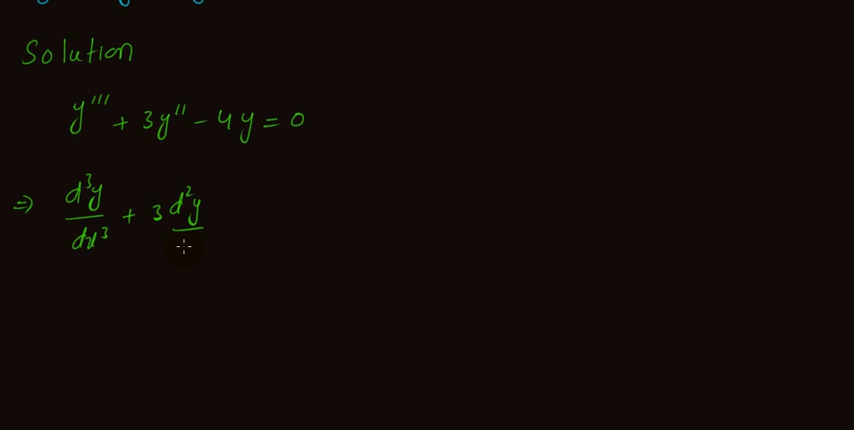 Solution
y''' + 3y'' - 4y = 0
⇒ d³y/dx³ + 3 d²y/